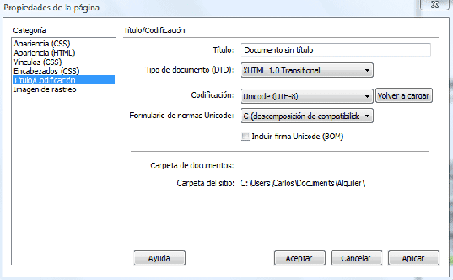 Propiedades de la página
Categoría
Apariencia (CSS)
Apariencia (HTML)
Vínculos (CSS)
Encabezados (CSS)
Título/Codificación
Imagen de rastreo
Título/Codificación
Título: Documento sin título
Tipo de documento (DTD): XHTML 1.0 Transitional
Codificación: Unicode (UTF-8) Volver a cargar
Formulario de normas Unicode: C (descomposición de compatibilid
Incluir firma Unicode (BOM)
Carpeta de documentos:
Carpeta del sitio: C:\Users\Carlos\Documents\Alquiler\
Ayuda Aceptar Cancelar Aplicar